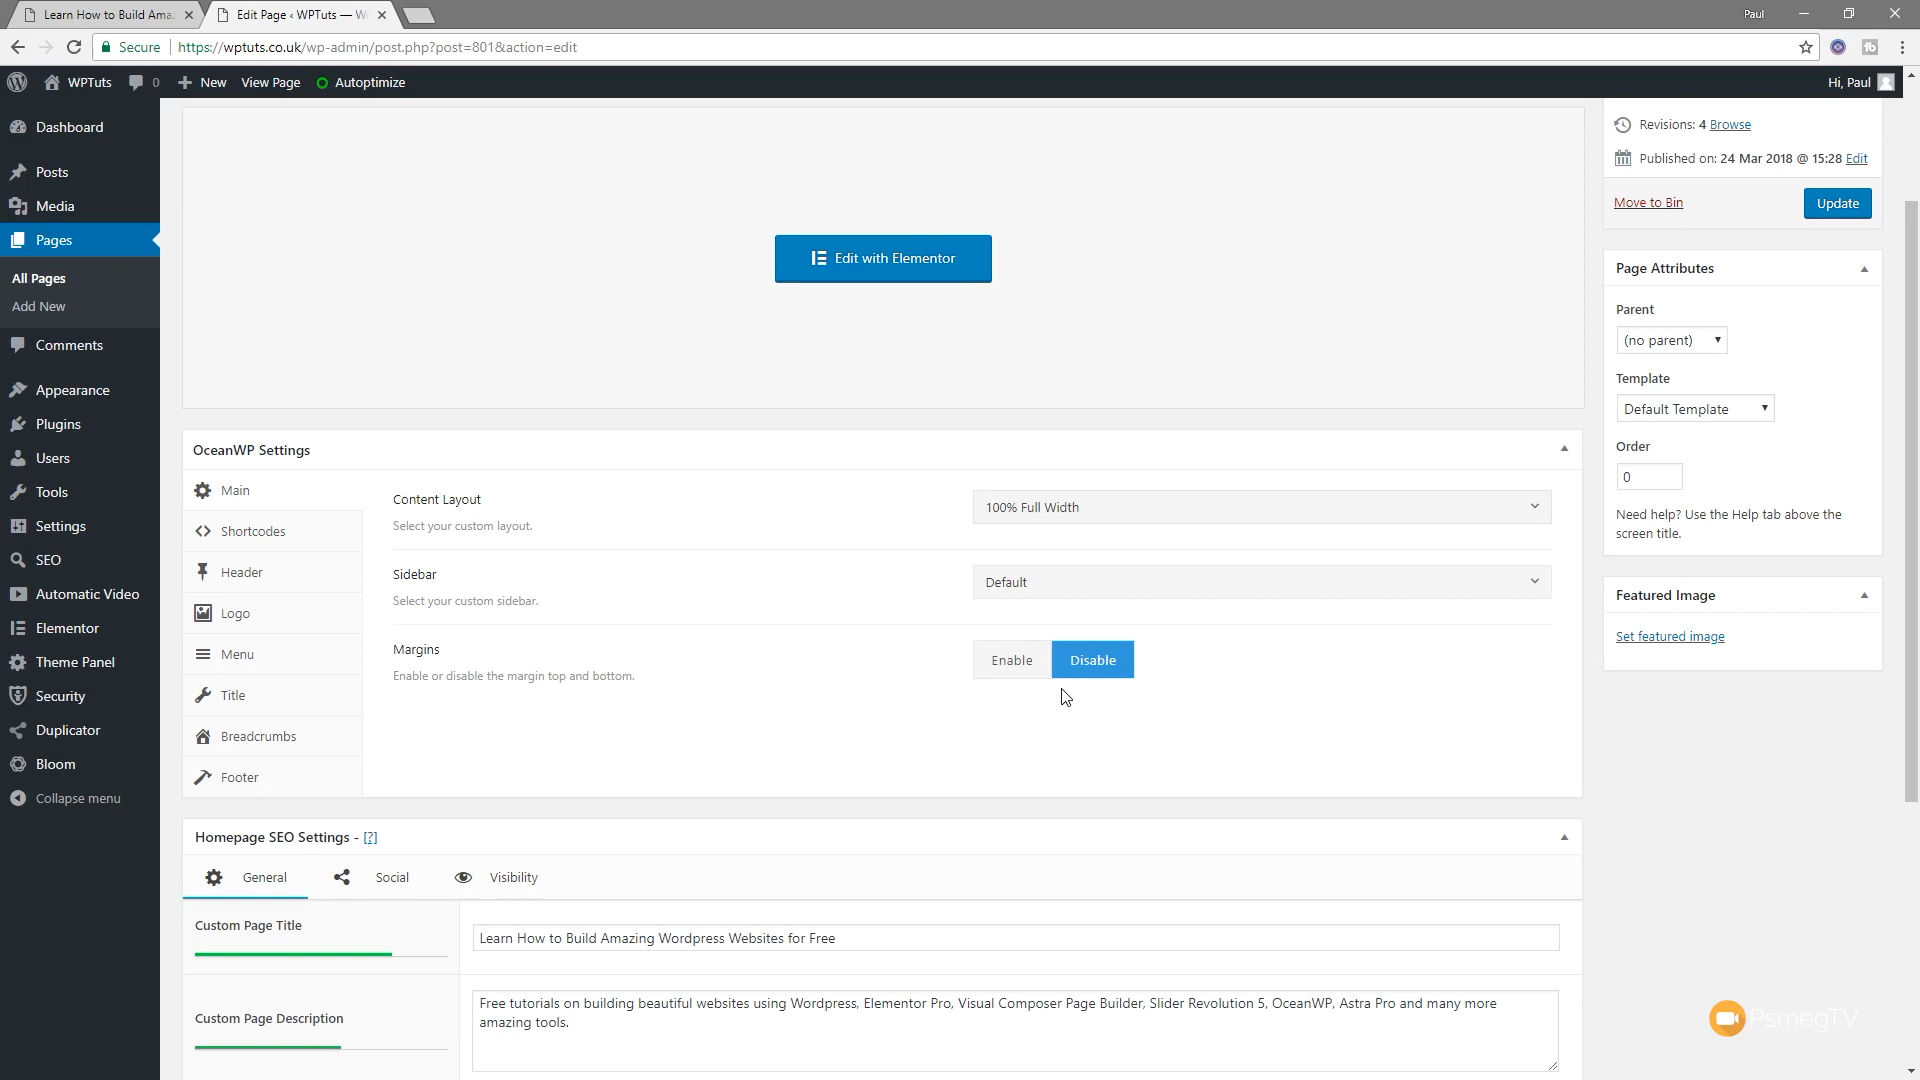 Learn How to Build Ama
Edit Page ‹ WPTuts — W
Paul
Secure
https://wptuts.co.uk/wp-admin/post.php?post=801&action=edit
WPTuts
0
New
View Page
Autoptimize
Hi, Paul
Dashboard
Posts
Media
Pages
All Pages
Add New
Comments
Appearance
Plugins
Users
Tools
Settings
SEO
Automatic Video
Elementor
Theme Panel
Security
Duplicator
Bloom
Collapse menu
Edit with Elementor
OceanWP Settings
Main
Shortcodes
Header
Logo
Menu
Title
Breadcrumbs
Footer
Content Layout
Select your custom layout.
100% Full Width
Sidebar
Select your custom sidebar.
Default
Margins
Enable or disable the margin top and bottom.
Enable
Disable
Homepage SEO Settings - [?]
General
Social
Visibility
Custom Page Title
Learn How to Build Amazing Wordpress Websites for Free
Custom Page Description
Free tutorials on building beautiful websites using Wordpress, Elementor Pro, Visual Composer Page Builder, Slider Revolution 5, OceanWP, Astra Pro and many more
amazing tools.
Revisions: 4 Browse
Published on: 24 Mar 2018 @ 15:28 Edit
Move to Bin
Update
Page Attributes
Parent
(no parent)
Template
Default Template
Order
0
Need help? Use the Help tab above the
screen title.
Featured Image
Set featured image
PsmegTV